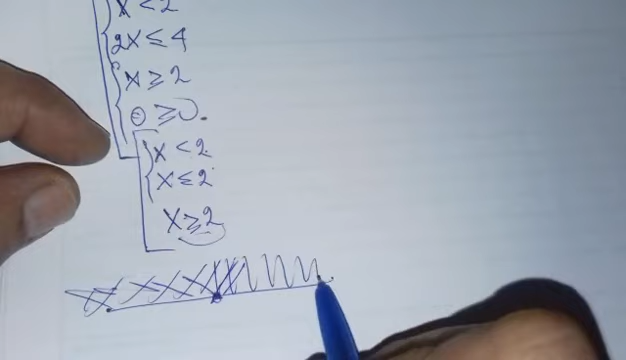 x < 2
2x ≤ 4
x ≥ 2
0 ≥ 0.
x < 2
x ≤ 2
x ≥ 2